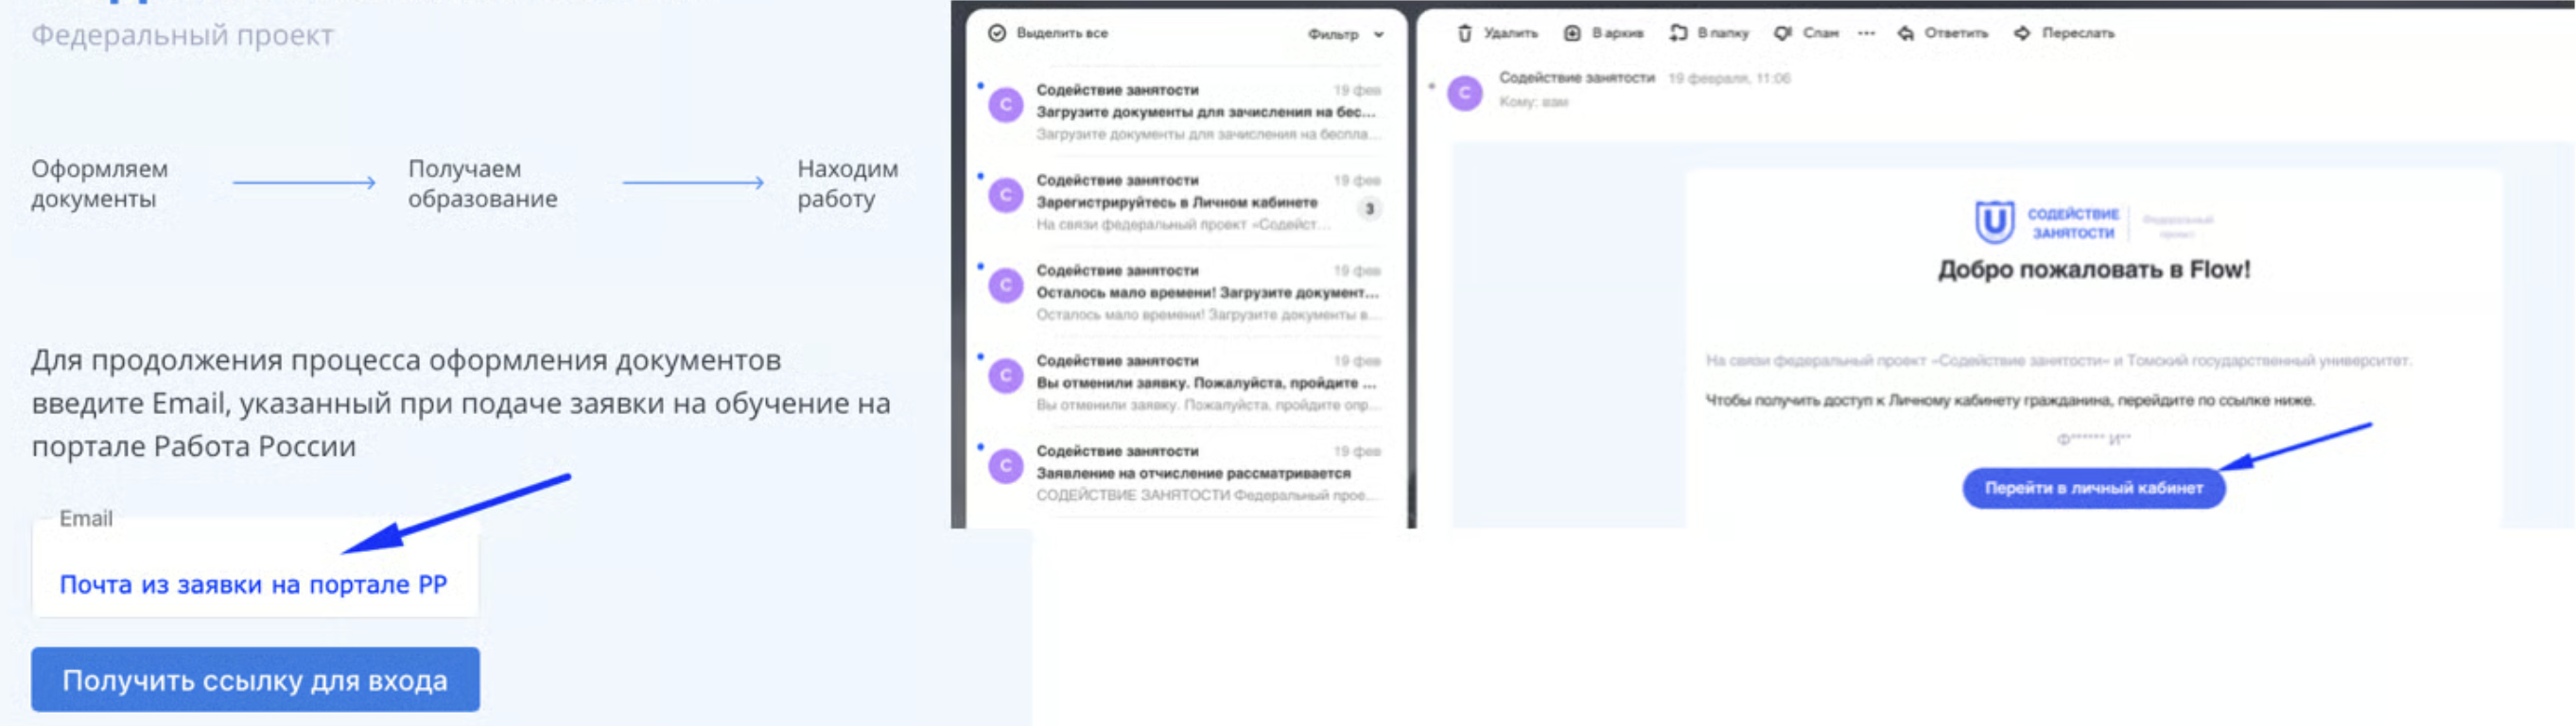 Федеральный проект
Оформляем
документы
Получаем
образование
Находим
работу
Для продолжения процесса оформления документов
введите Email, указанный при подаче заявки на обучение на
портале Работа России
Email
Почта из заявки на портале РР
Получить ссылку для входа
Выделить все
Фильтр
Содействие занятости 19 фев
Загрузите документы для зачисления на бес...
Загрузите документы для зачисления на беспла...
Содействие занятости 19 фев
Зарегистрируйтесь в Личном кабинете 3
На связи федеральный проект «Содейст...
Содействие занятости 19 фев
Осталось мало времени! Загрузите документ...
Осталось мало времени! Загрузите документы в...
Содействие занятости 19 фев
Вы отменили заявку. Пожалуйста, пройдите ...
Вы отменили заявку. Пожалуйста, пройдите опр...
Содействие занятости 19 фев
Заявление на отчисление рассматривается
СОДЕЙСТВИЕ ЗАНЯТОСТИ Федеральный прое...
Удалить В архив В папку Спам ... Ответить Переслать
Содействие занятости 19 февраля, 11:06
Кому: вам
СОДЕЙСТВИЕ
ЗАНЯТОСТИ
Федеральный
проект
Добро пожаловать в Flow!
На связи федеральный проект «Содействие занятости» и Томский государственный университет.
Чтобы получить доступ к Личному кабинету гражданина, перейдите по ссылке ниже.
Ф****** И**
Перейти в личный кабинет